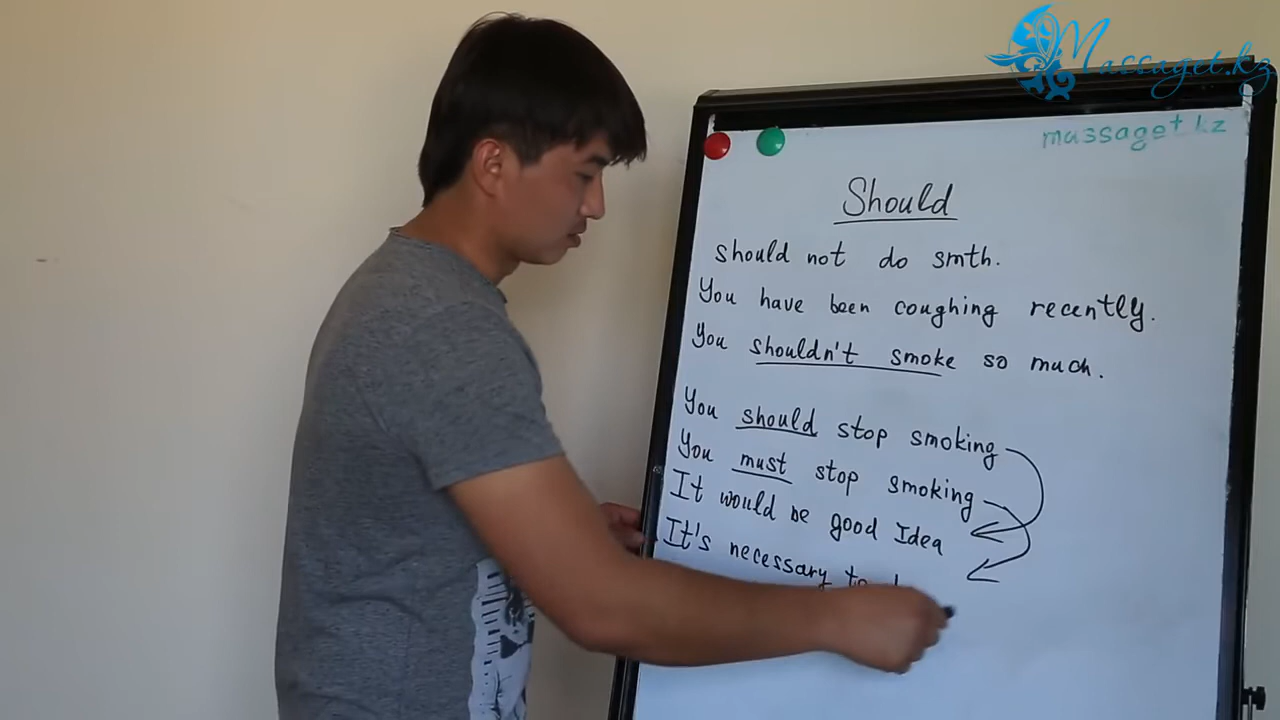 Massaget.kz
massaget kz
Should
should not do smth.
You have been coughing recently.
You shouldn't smoke so much.
You should stop smoking
You must stop smoking
It would be good Idea
It's necessary to